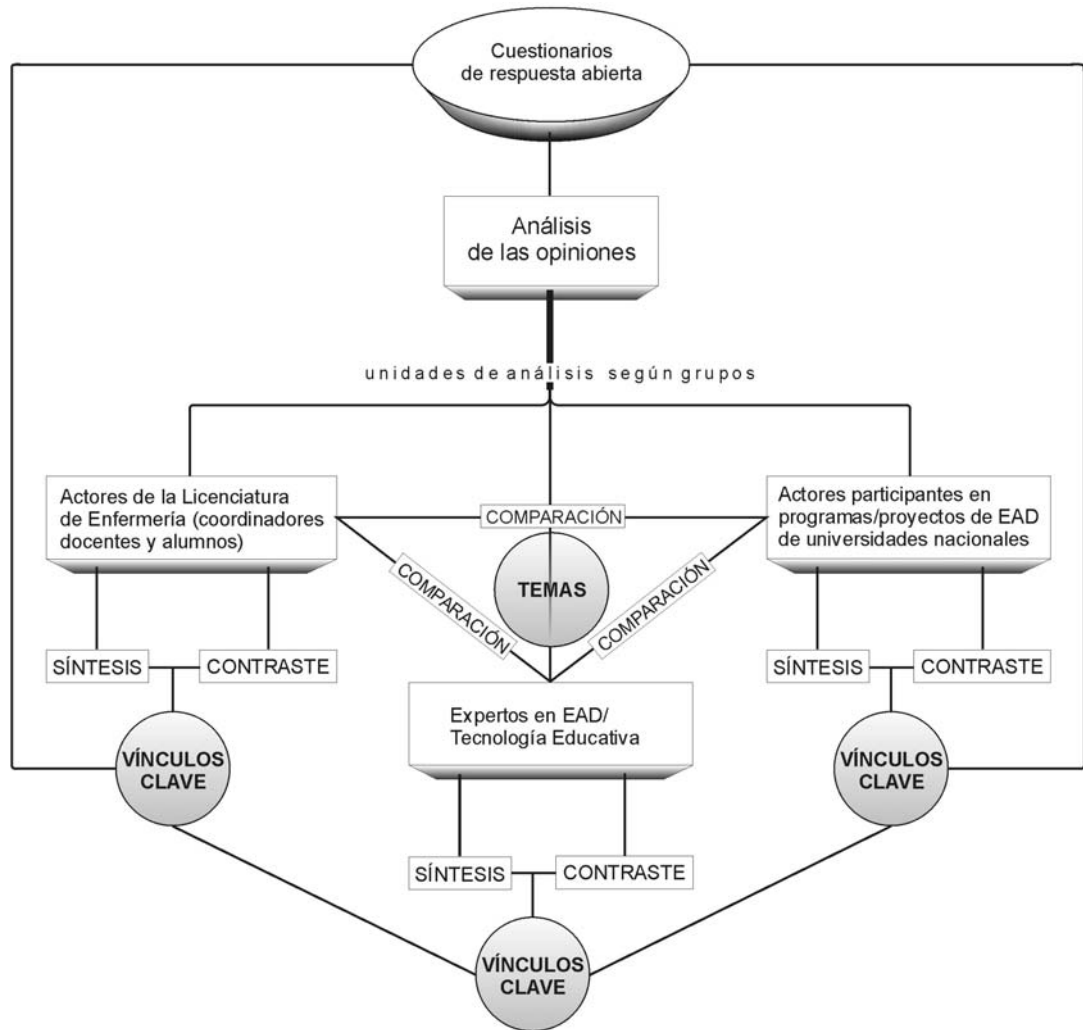 Cuestionarios
de respuesta abierta
Análisis
de las opiniones
unidades de análisis según grupos
Actores de la Licenciatura
de Enfermería (coordinadores
docentes y alumnos)
COMPARACIÓN
Actores participantes en
programas/proyectos de EAD
de universidades nacionales
COMPARACIÓN
TEMAS
COMPARACIÓN
SÍNTESIS
CONTRASTE
Expertos en EAD/
Tecnología Educativa
SÍNTESIS
CONTRASTE
VÍNCULOS
CLAVE
VÍNCULOS
CLAVE
SÍNTESIS
CONTRASTE
VÍNCULOS
CLAVE